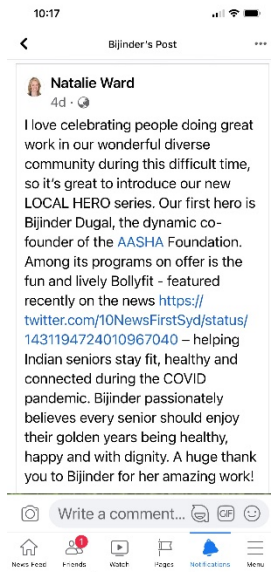 10:17
Bijinder's Post
Natalie Ward
4d
I love celebrating people doing great
work in our wonderful diverse
community during this difficult time,
so it's great to introduce our new
LOCAL HERO series. Our first hero is
Bijinder Dugal, the dynamic co-
founder of the AASHA Foundation.
Among its programs on offer is the
fun and lively Bollyfit - featured
recently on the news https://
twitter.com/10NewsFirstSyd/status/
1431194724010967040 – helping
Indian seniors stay fit, healthy and
connected during the COVID
pandemic. Bijinder passionately
believes every senior should enjoy
their golden years being healthy,
happy and with dignity. A huge thank
you to Bijinder for her amazing work!
Write a comment...
GIF
1
News Feed Friends Watch Pages Notifications Menu